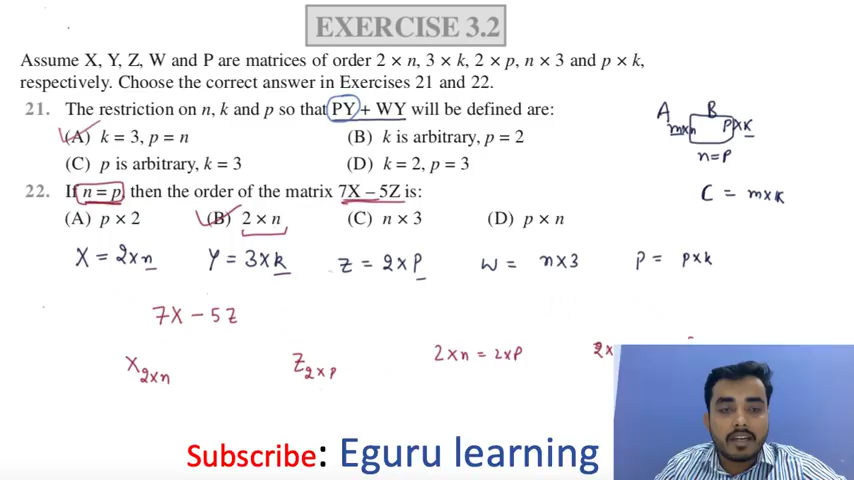 EXERCISE 3.2
Assume X, Y, Z, W and P are matrices of order 2 × n, 3 × k, 2 × p, n × 3 and p × k,
respectively. Choose the correct answer in Exercises 21 and 22.
21. The restriction on n, k and p so that PY + WY will be defined are:
(A) k = 3, p = n (B) k is arbitrary, p = 2
(C) p is arbitrary, k = 3 (D) k = 2, p = 3
A B
m×n p×k
n=p
22. If n = p, then the order of the matrix 7X – 5Z is:
C = m×k
(A) p × 2 (B) 2 × n (C) n × 3 (D) p × n
X = 2×n Y = 3×k Z = 2×p W = n×3 P = p×k
7X – 5Z
X2×n Z2×p 2×n = 2×p
Subscribe: Eguru learning